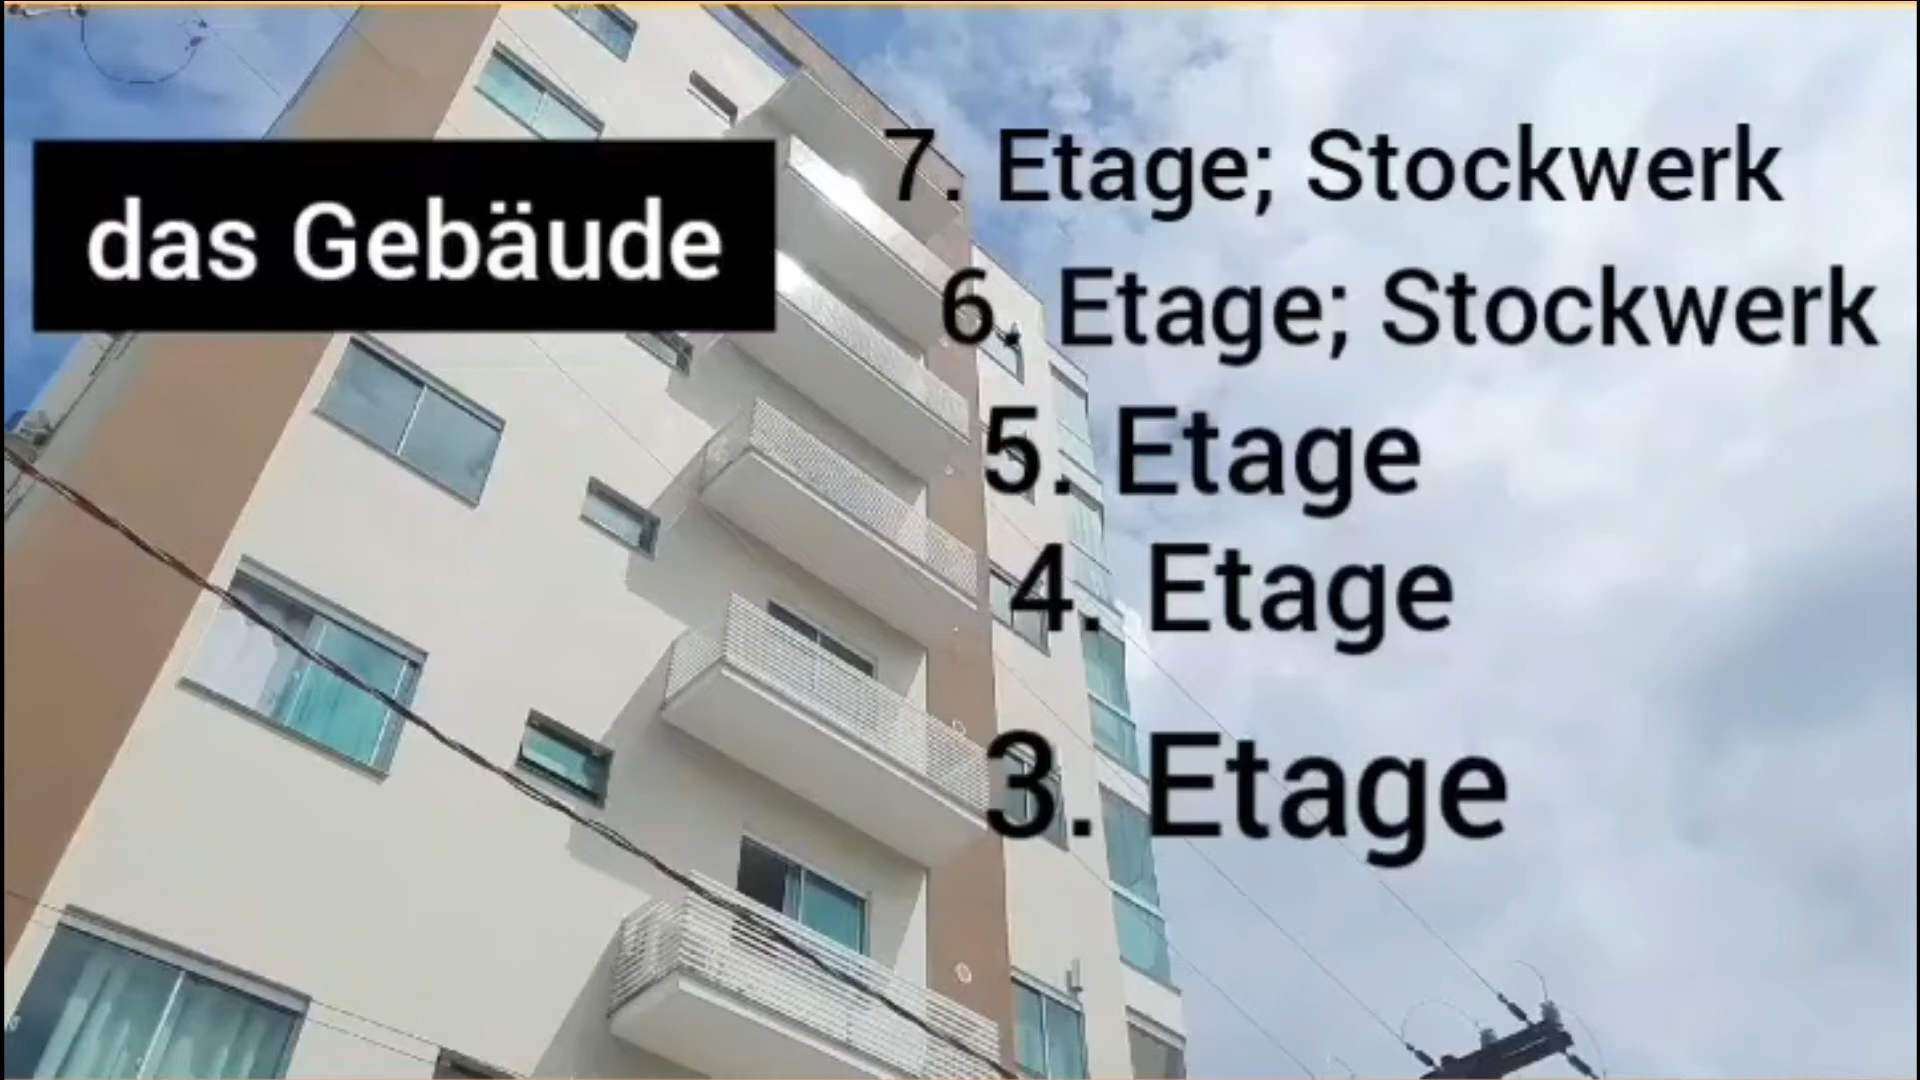 das Gebäude
7. Etage; Stockwerk
6. Etage; Stockwerk
5. Etage
4. Etage
3. Etage